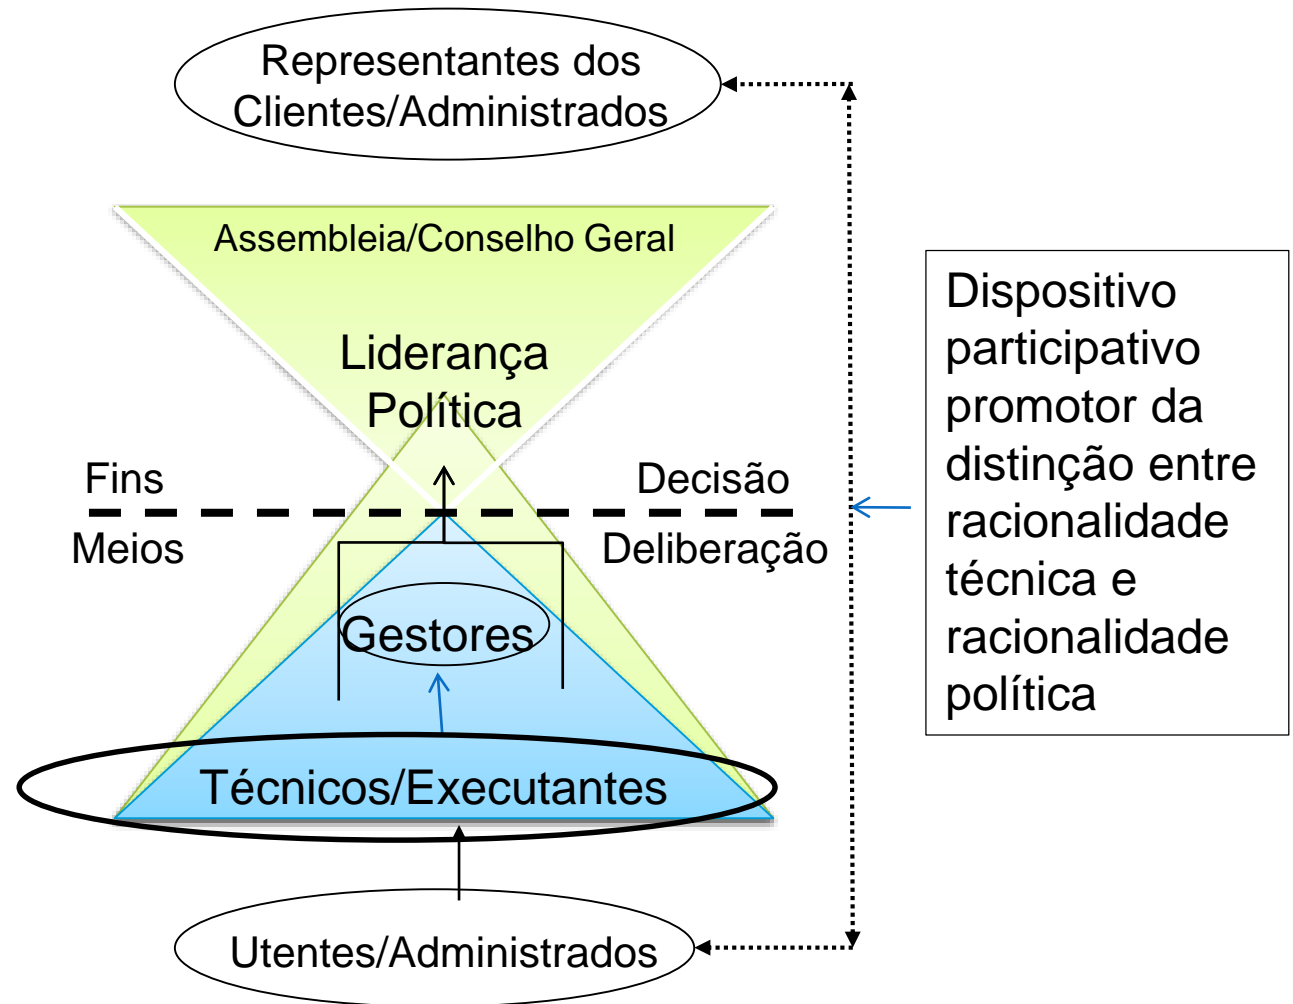 Representantes dos
Clientes/Administrados
Assembleia/Conselho Geral
Liderança
Política
Fins
Decisão
Meios
Deliberação
Gestores
Técnicos/Executantes
Utentes/Administrados
Dispositivo
participativo
promotor da
distinção entre
racionalidade
técnica e
racionalidade
política